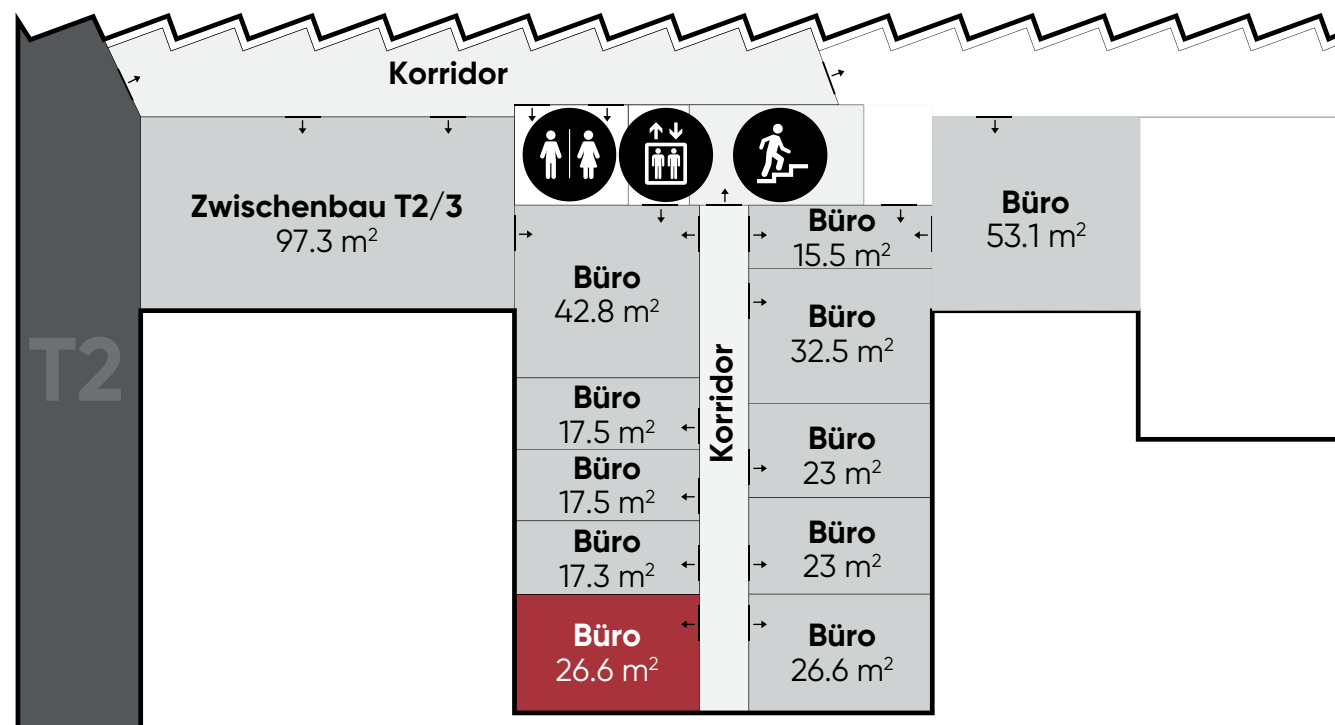 Korridor
Zwischenbau T2/3
97.3 m²
Büro
15.5 m²
Büro
53.1 m²
Büro
42.8 m²
Büro
32.5 m²
T2
Korridor
Büro
17.5 m²
Büro
23 m²
Büro
17.5 m²
Büro
17.3 m²
Büro
23 m²
Büro
26.6 m²
Büro
26.6 m²